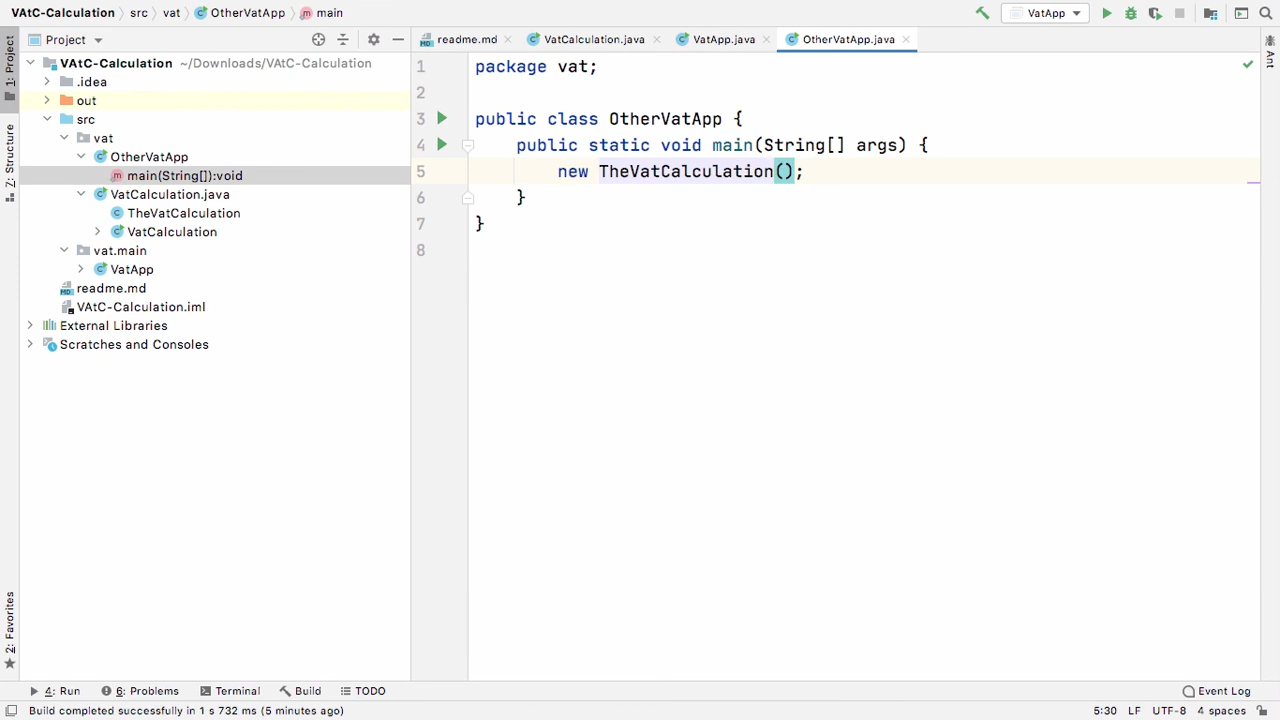 VAtC-Calculation src vat OtherVatApp main
VatApp
1: Project
Z: Structure
2: Favorites
Project
VAtC-Calculation ~/Downloads/VAtC-Calculation
.idea
out
src
vat
OtherVatApp
main(String[]):void
VatCalculation.java
TheVatCalculation
VatCalculation
vat.main
VatApp
readme.md
VAtC-Calculation.iml
External Libraries
Scratches and Consoles
readme.md VatCalculation.java VatApp.java OtherVatApp.java
1 package vat;
2
3 public class OtherVatApp {
4 public static void main(String[] args) {
5 new TheVatCalculation();
6 }
7 }
8
Ant
4: Run 6: Problems Terminal Build TODO Event Log
Build completed successfully in 1 s 732 ms (5 minutes ago) 5:30 LF UTF-8 4 spaces